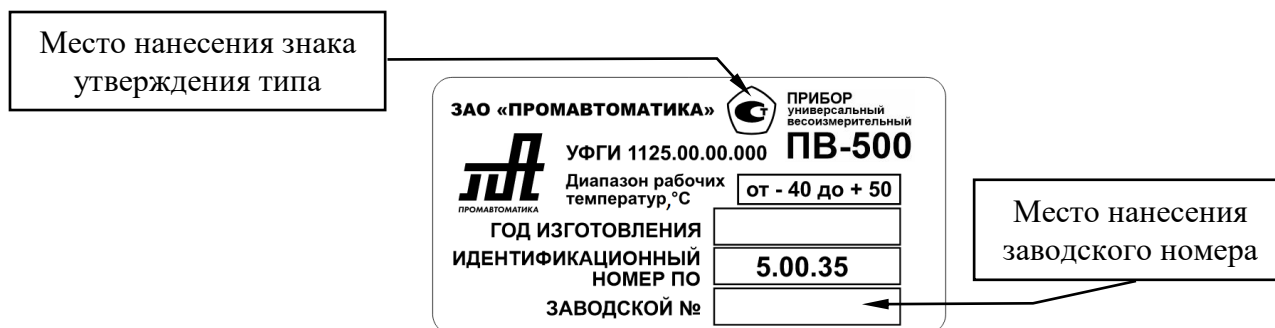 Место нанесения знака
утверждения типа
ЗАО «ПРОМАВТОМАТИКА»
Ст
ПРИБОР
универсальный
весоизмерительный
ПВ-500
УФГИ 1125.00.00.000
ПРОМАВТОМАТИКА
Диапазон рабочих
температур,°С
от - 40 до + 50
ГОД ИЗГОТОВЛЕНИЯ
ИДЕНТИФИКАЦИОННЫЙ
НОМЕР ПО
5.00.35
ЗАВОДСКОЙ №
Место нанесения
заводского номера